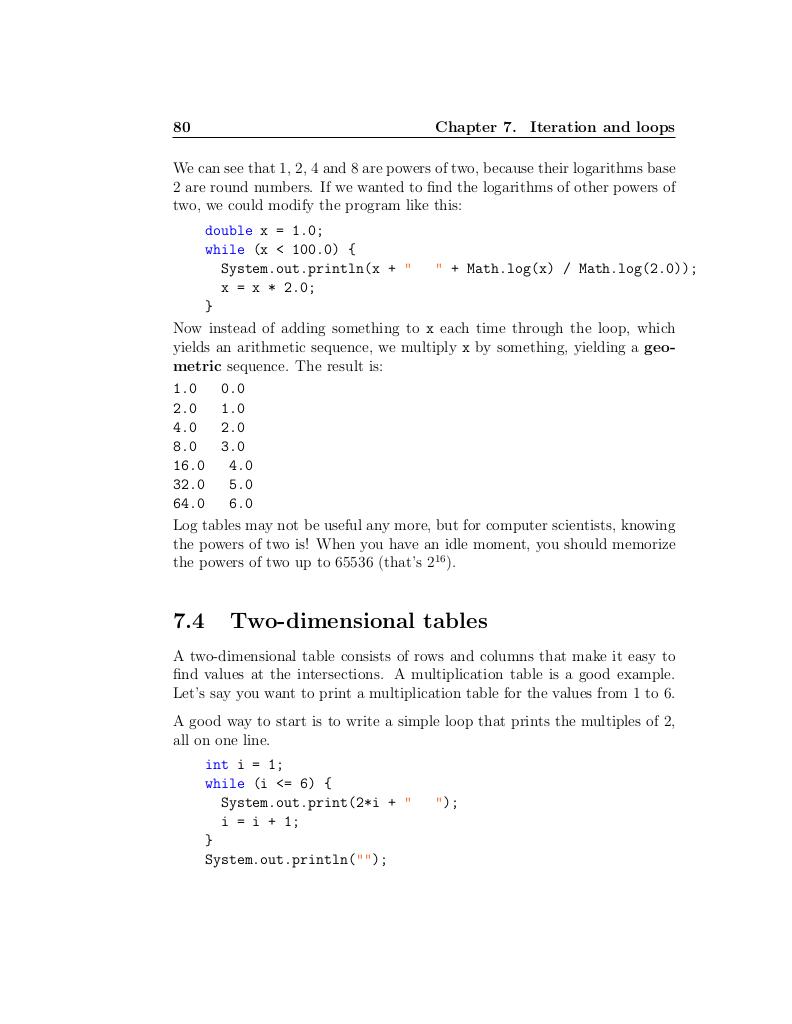 80 Chapter 7. Iteration and loops
We can see that 1, 2, 4 and 8 are powers of two, because their logarithms base
2 are round numbers. If we wanted to find the logarithms of other powers of
two, we could modify the program like this:
double x = 1.0;
while (x < 100.0) {
  System.out.println(x + "   " + Math.log(x) / Math.log(2.0));
  x = x * 2.0;
}
Now instead of adding something to x each time through the loop, which
yields an arithmetic sequence, we multiply x by something, yielding a geo-
metric sequence. The result is:
1.0   0.0
2.0   1.0
4.0   2.0
8.0   3.0
16.0   4.0
32.0   5.0
64.0   6.0
Log tables may not be useful any more, but for computer scientists, knowing
the powers of two is! When you have an idle moment, you should memorize
the powers of two up to 65536 (that's 2¹⁶).
7.4 Two-dimensional tables
A two-dimensional table consists of rows and columns that make it easy to
find values at the intersections. A multiplication table is a good example.
Let's say you want to print a multiplication table for the values from 1 to 6.
A good way to start is to write a simple loop that prints the multiples of 2,
all on one line.
int i = 1;
while (i <= 6) {
  System.out.print(2*i + "   ");
  i = i + 1;
}
System.out.println("");